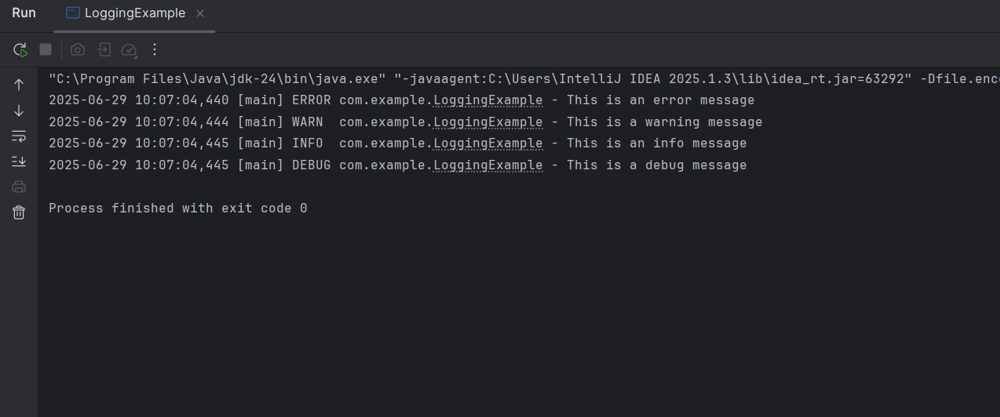 Run LoggingExample
"C:\Program Files\Java\jdk-24\bin\java.exe" "-javaagent:C:\Users\IntelliJ IDEA 2025.1.3\lib\idea_rt.jar=63292" -Dfile.enc
2025-06-29 10:07:04,440 [main] ERROR com.example.LoggingExample - This is an error message
2025-06-29 10:07:04,444 [main] WARN  com.example.LoggingExample - This is a warning message
2025-06-29 10:07:04,445 [main] INFO  com.example.LoggingExample - This is an info message
2025-06-29 10:07:04,445 [main] DEBUG com.example.LoggingExample - This is a debug message
Process finished with exit code 0